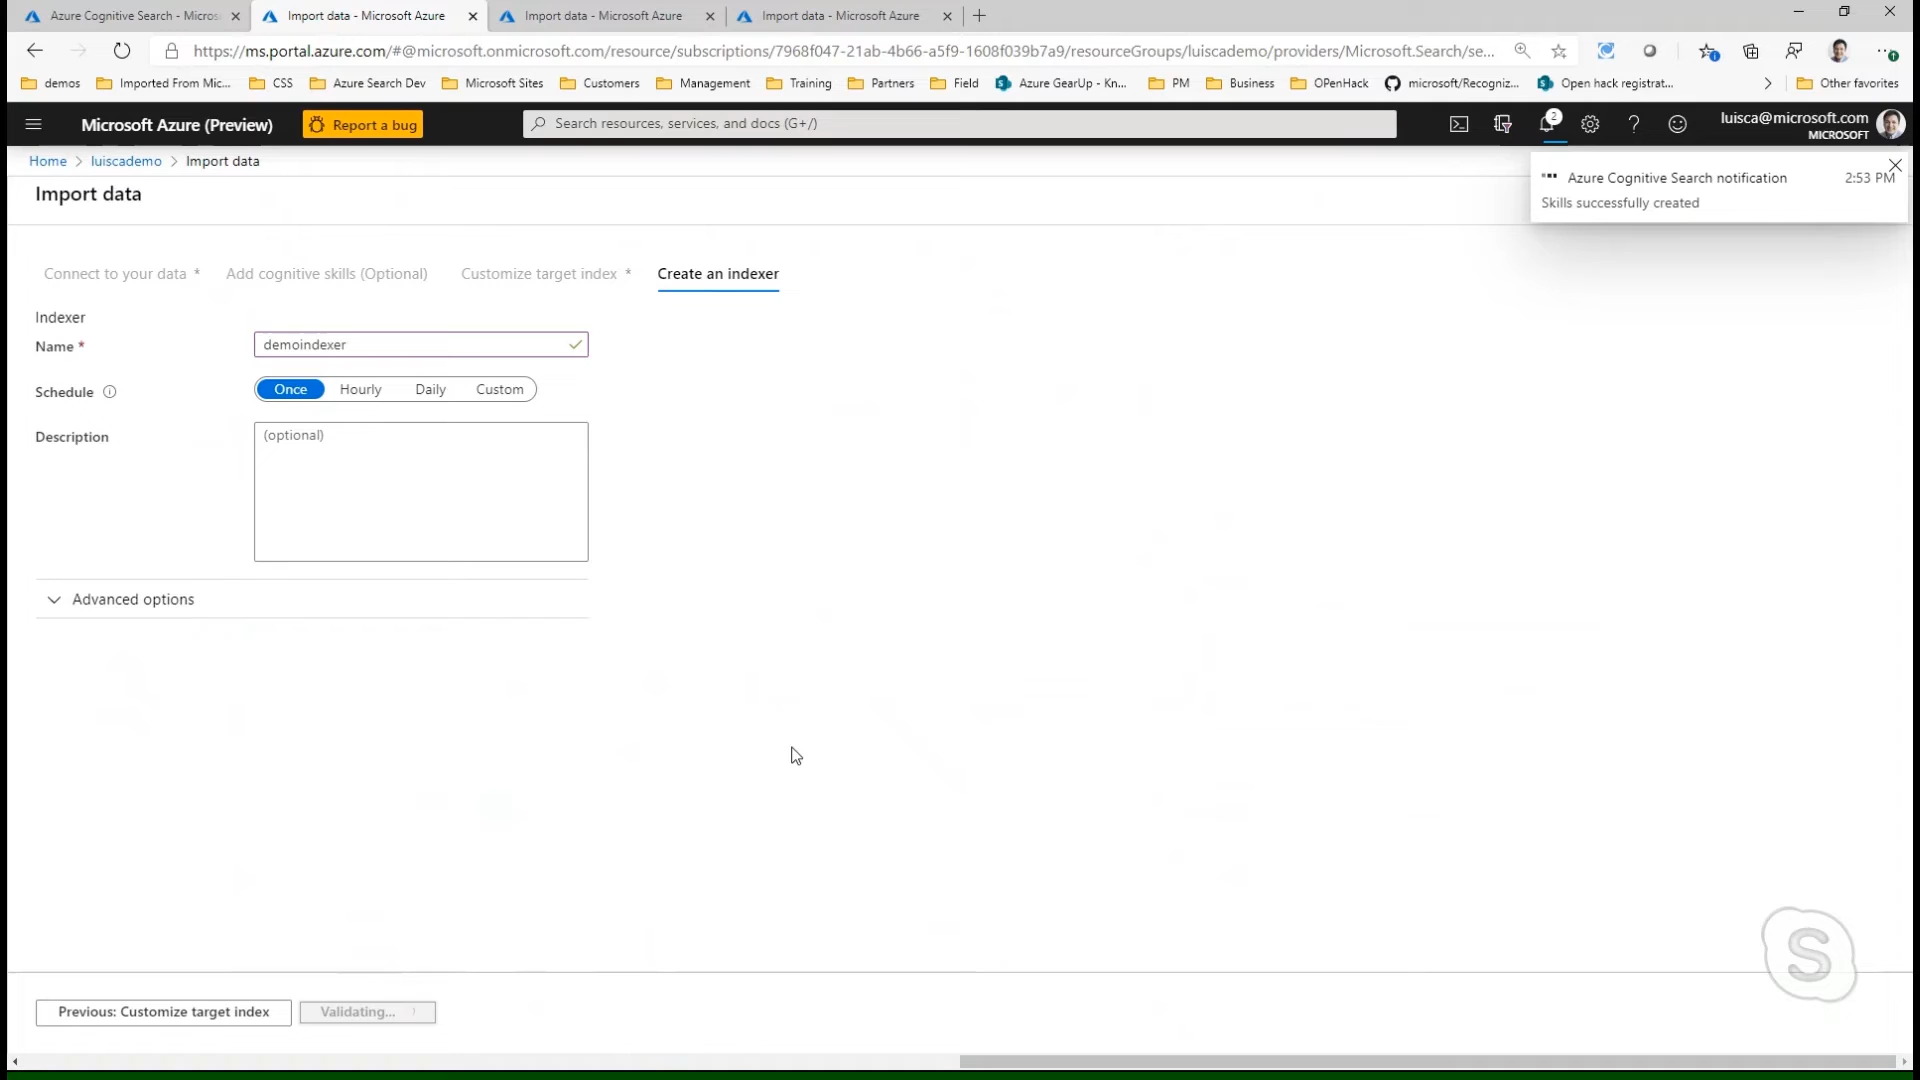 Azure Cognitive Search - Micros
Import data - Microsoft Azure
Import data - Microsoft Azure
Import data - Microsoft Azure
https://ms.portal.azure.com/#@microsoft.onmicrosoft.com/resource/subscriptions/7968f047-21ab-4b66-a5f9-1608f039b7a9/resourceGroups/luiscademo/providers/Microsoft.Search/se...
demos Imported From Mic... CSS Azure Search Dev Microsoft Sites Customers Management Training Partners Field Azure GearUp - Kn... PM Business OPenHack microsoft/Recogniz... Open hack registrat... Other favorites
Microsoft Azure (Preview)
Report a bug
Search resources, services, and docs (G+/)
2
luisca@microsoft.com
MICROSOFT
Home > luiscademo > Import data
Import data
Azure Cognitive Search notification 2:53 PM
Skills successfully created
Connect to your data * Add cognitive skills (Optional) Customize target index * Create an indexer
Indexer
Name * demoindexer
Schedule Once Hourly Daily Custom
Description (optional)
Advanced options
S
Previous: Customize target index Validating...